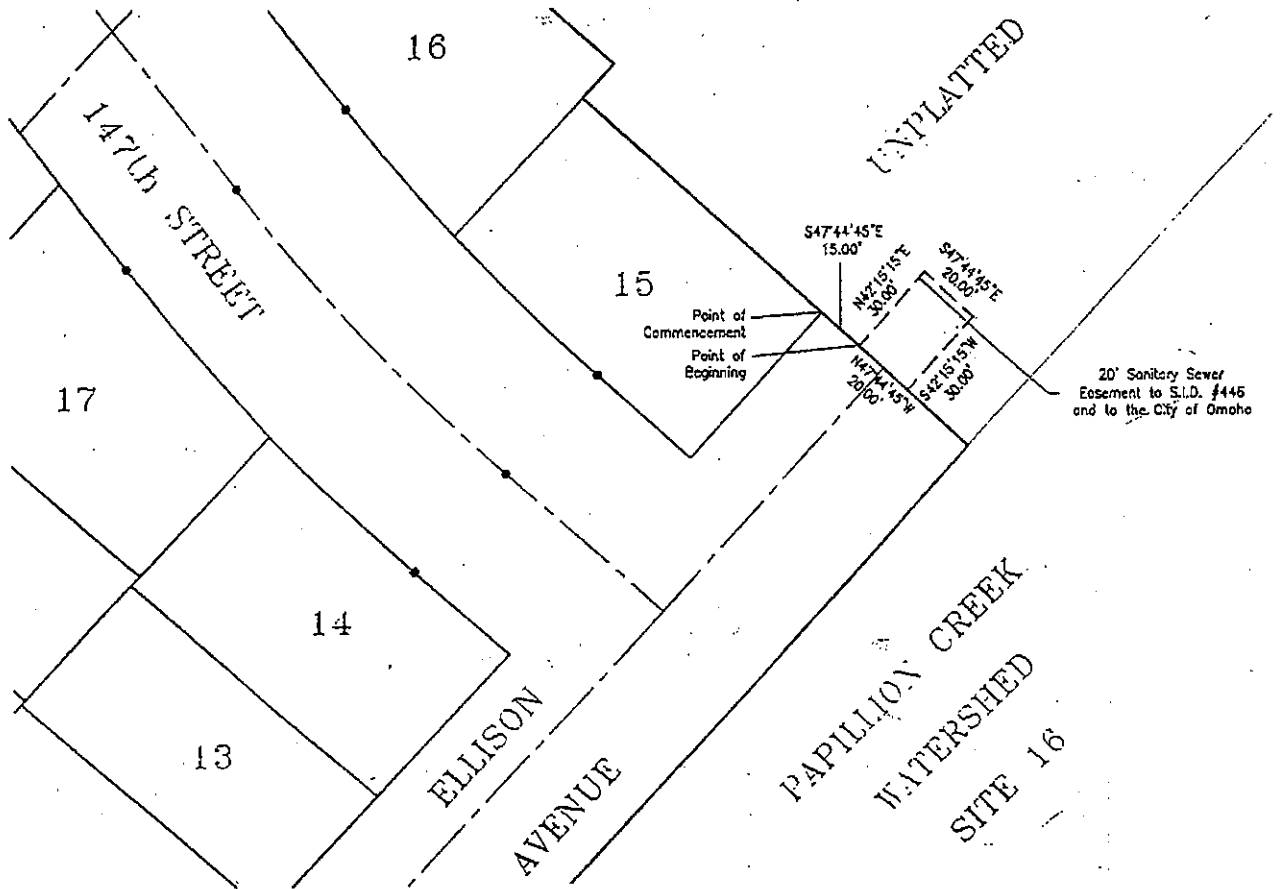 16
UNPLATTED
147th STREET
S47°44'45"E
15.00'
N42°15'15"E
30.00'
S47°44'45"E
20.00'
15
Point of
Commencement
Point of
Beginning
N47°44'45"W
20.00'
S42°15'15"W
30.00'
20' Sanitary Sewer
Easement to S.I.D. #446
and to the City of Omaha
17
14
13
ELLISON
AVENUE
PAPILLION CREEK
WATERSHED
SITE 16